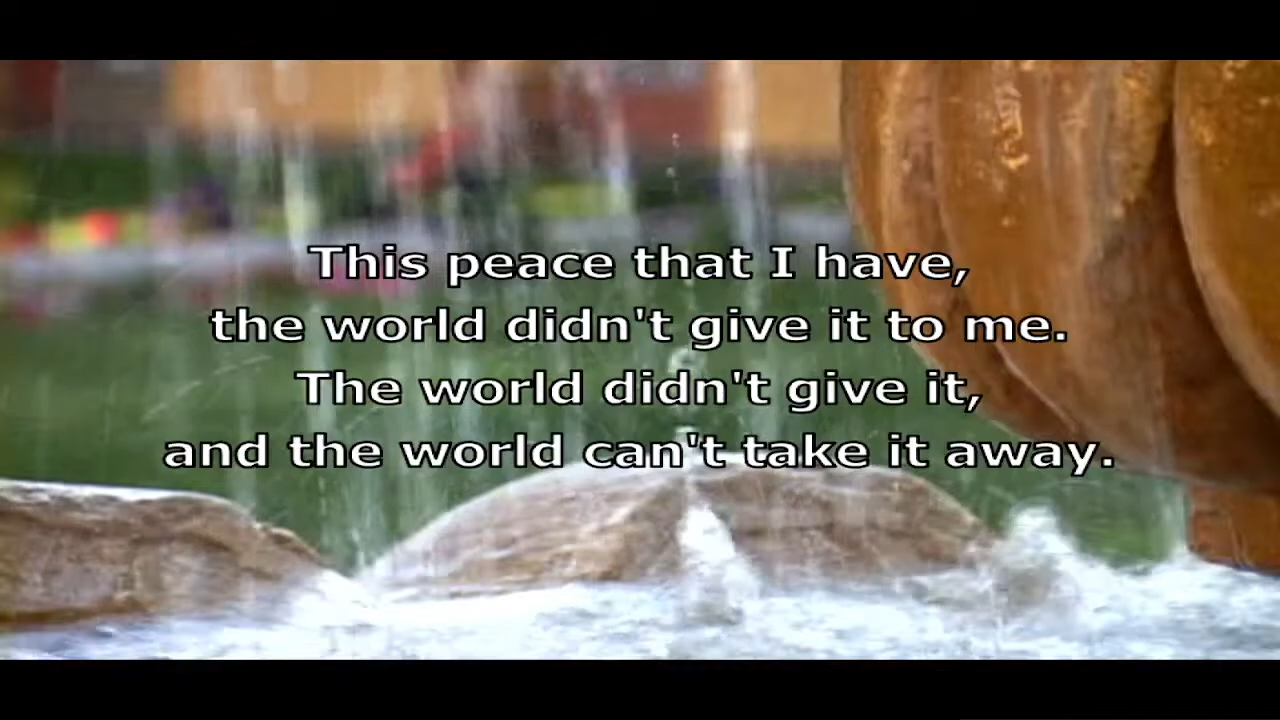 This peace that I have,
the world didn't give it to me.
The world didn't give it,
and the world can't take it away.